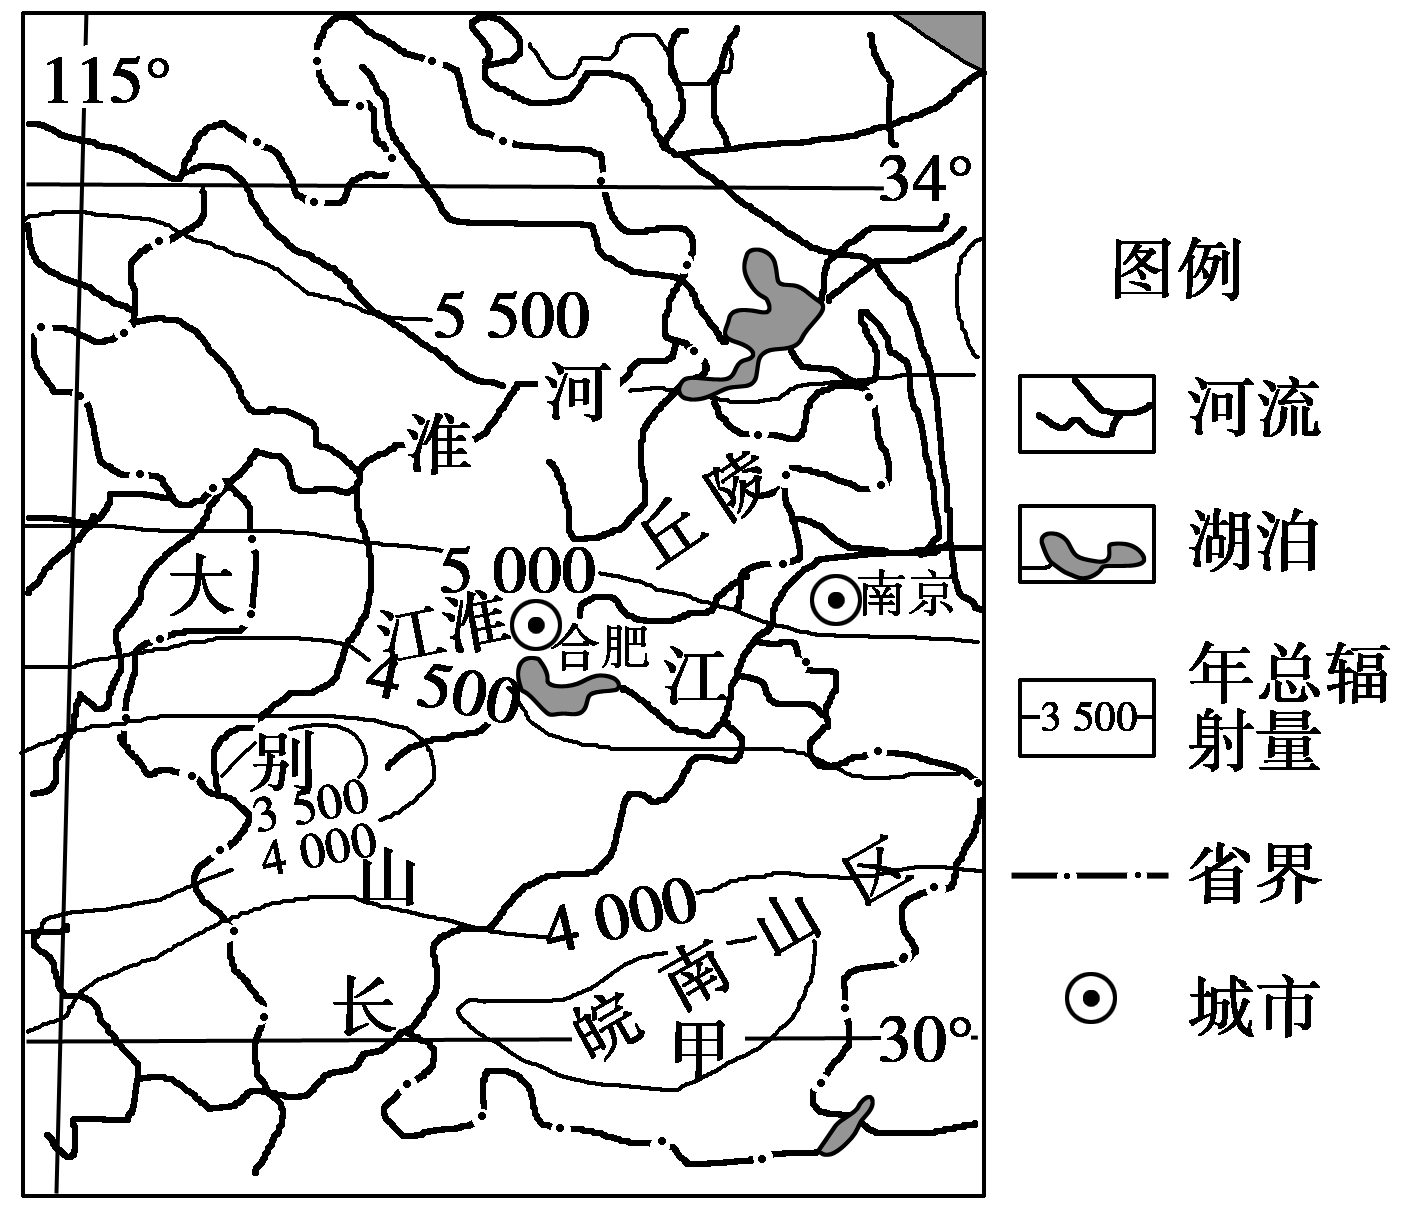 115°
34°
5 500
淮河
丘陵
5 000
南京
大
江淮
合肥
4 500
江
别
3 500
4 000
山
4 000
皖南山区
长
甲
30°
图例
河流
湖泊
3 500
年总辐
射量
省界
城市